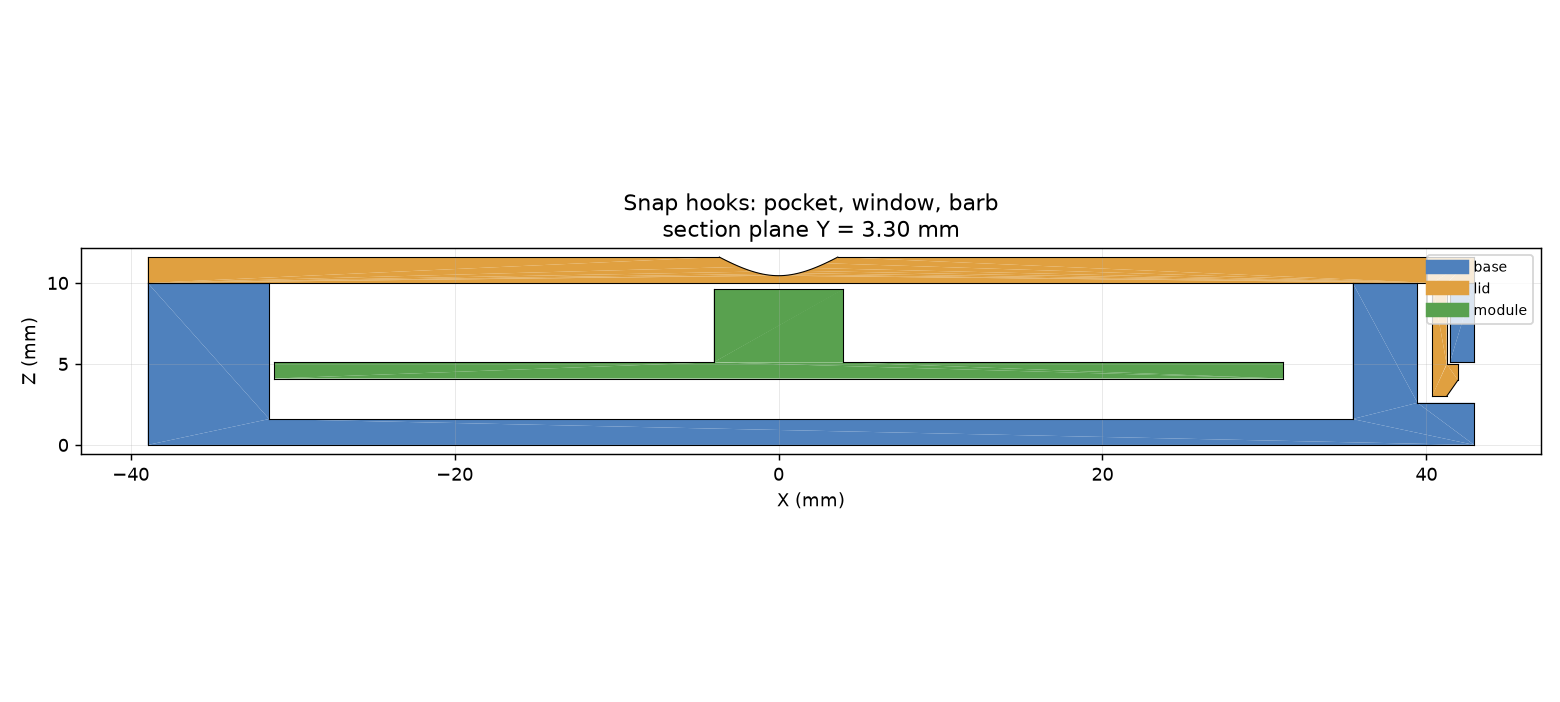 Snap hooks: pocket, window, barb
section plane Y = 3.30 mm
base
lid
module
10
5
0
Z (mm)
−40
−20
0
20
40
X (mm)